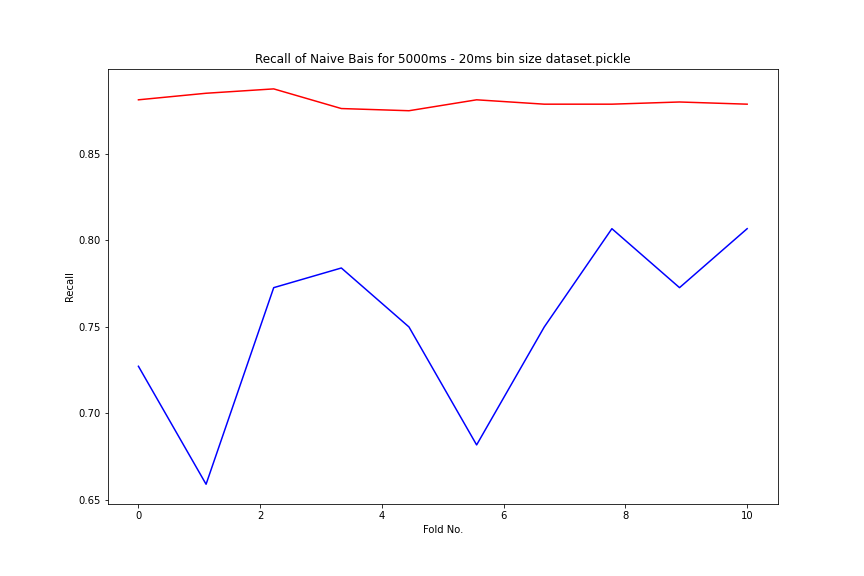 Recall of Naive Bais for 5000ms - 20ms bin size dataset.pickle
0.85
0.80
0.75
0.70
0.65
Recall
0 2 4 6 8 10
Fold No.